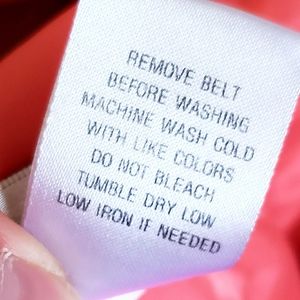 REMOVE BELT
BEFORE WASHING
MACHINE WASH COLD
WITH LIKE COLORS
DO NOT BLEACH
TUMBLE DRY LOW
LOW IRON IF NEEDED